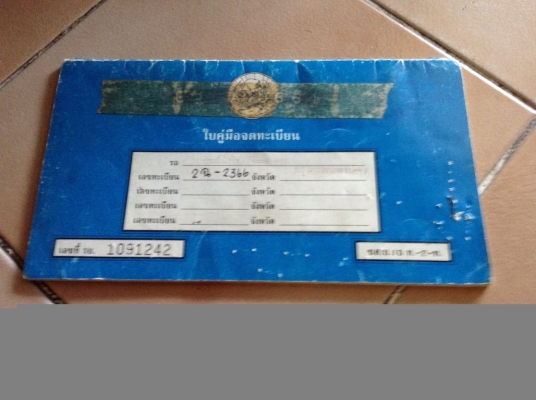 ใบคู่มือจดทะเบียน
รถ
เลขทะเบียน 2ฉ-2366 จังหวัด
เลขทะเบียน จังหวัด
เลขทะเบียน จังหวัด
เลขทะเบียน จังหวัด
เลขที่ 1091242